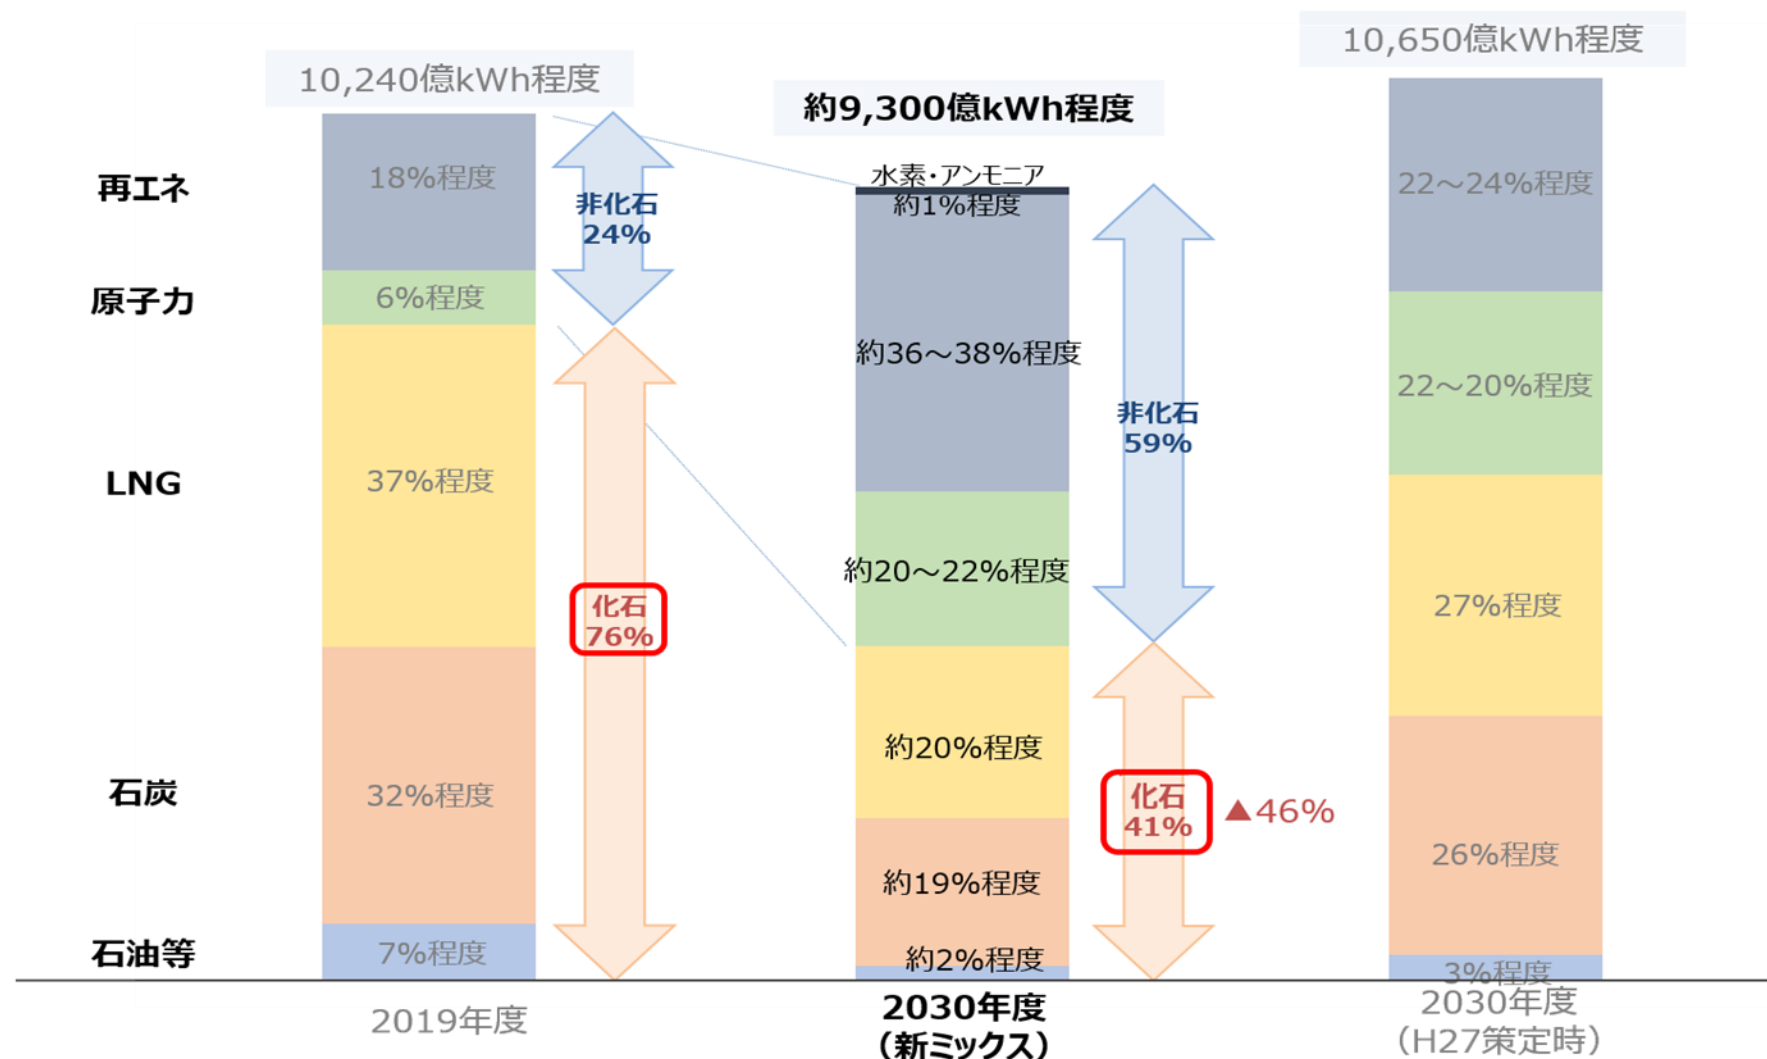 10,650億kWh程度
10,240億kWh程度
約9,300億kWh程度
水素・アンモニア
約1%程度
再エネ
18%程度
非化石
24%
22～24%程度
原子力
6%程度
約36～38%程度
22～20%程度
非化石
59%
LNG
37%程度
約20～22%程度
27%程度
化石
76%
約20%程度
石炭
32%程度
化石
41%
▲46%
26%程度
約19%程度
石油等
7%程度
約2%程度
3%程度
2019年度
2030年度
（新ミックス）
2030年度
（H27策定時）